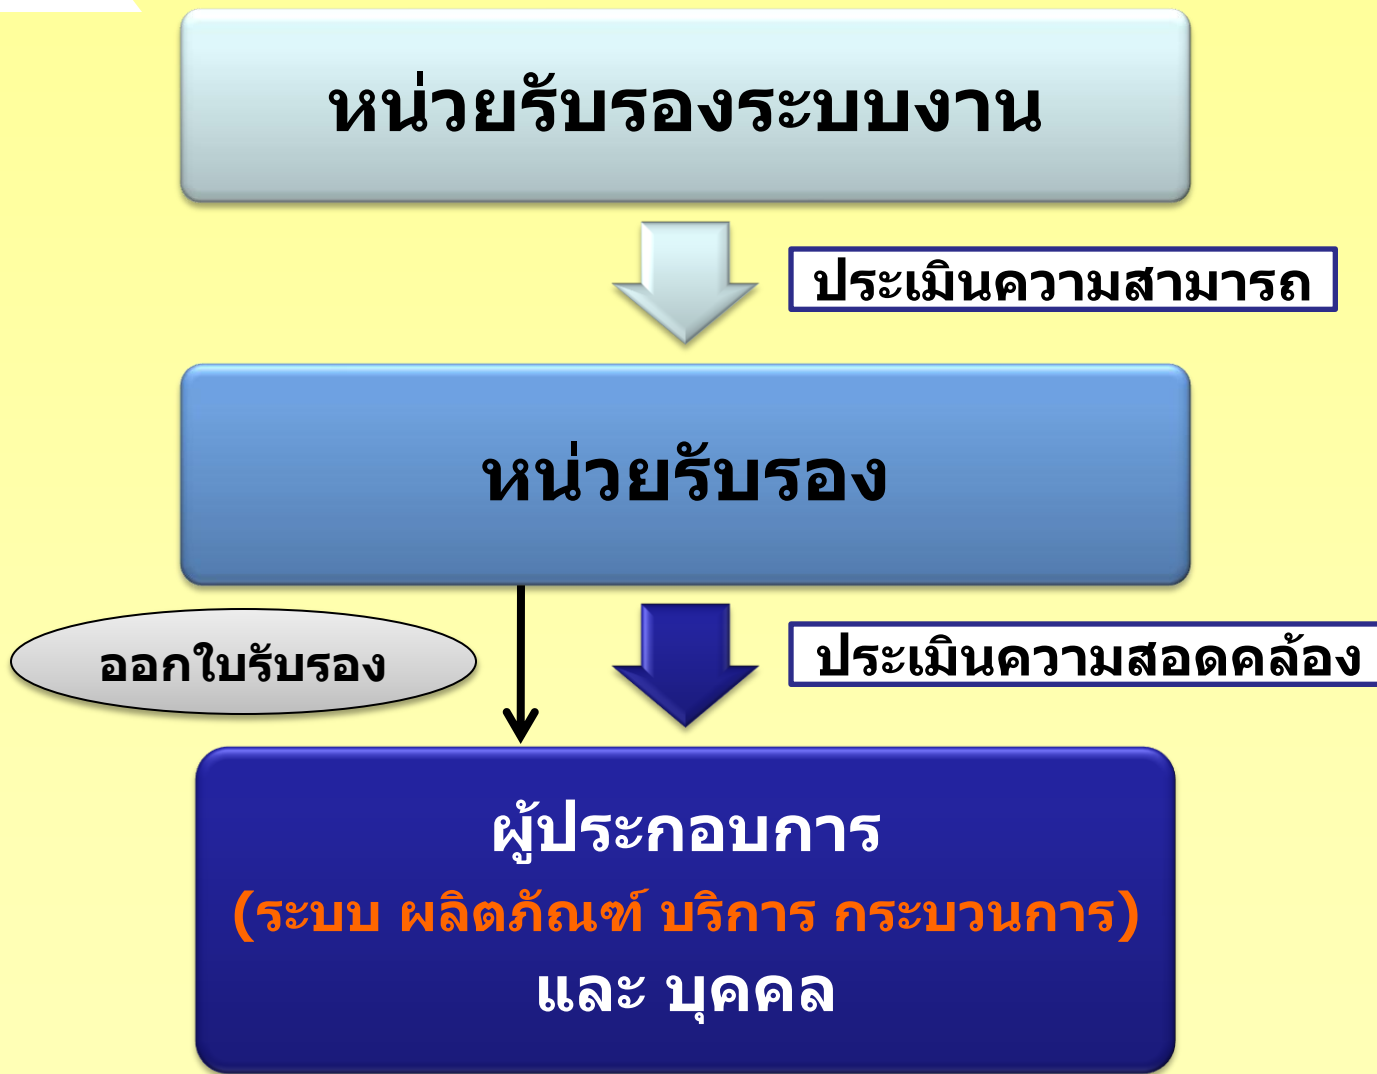 หน่วยรับรองระบบงาน
ประเมินความสามารถ
หน่วยรับรอง
ออกใบรับรอง
ประเมินความสอดคล้อง
ผู้ประกอบการ
(ระบบ ผลิตภัณฑ์ บริการ กระบวนการ)
และ บุคคล